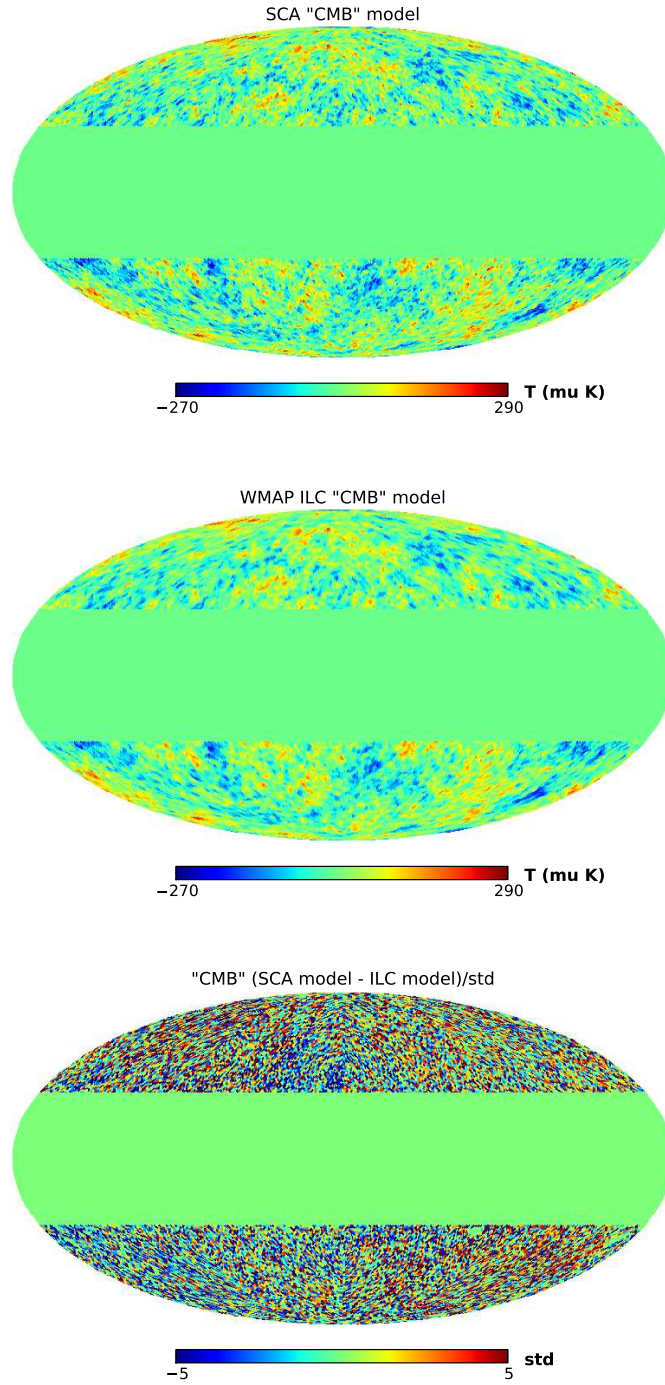 SCA "CMB" model
T (mu K)
−270 290
WMAP ILC "CMB" model
T (mu K)
−270 290
"CMB" (SCA model - ILC model)/std
std
−5 5